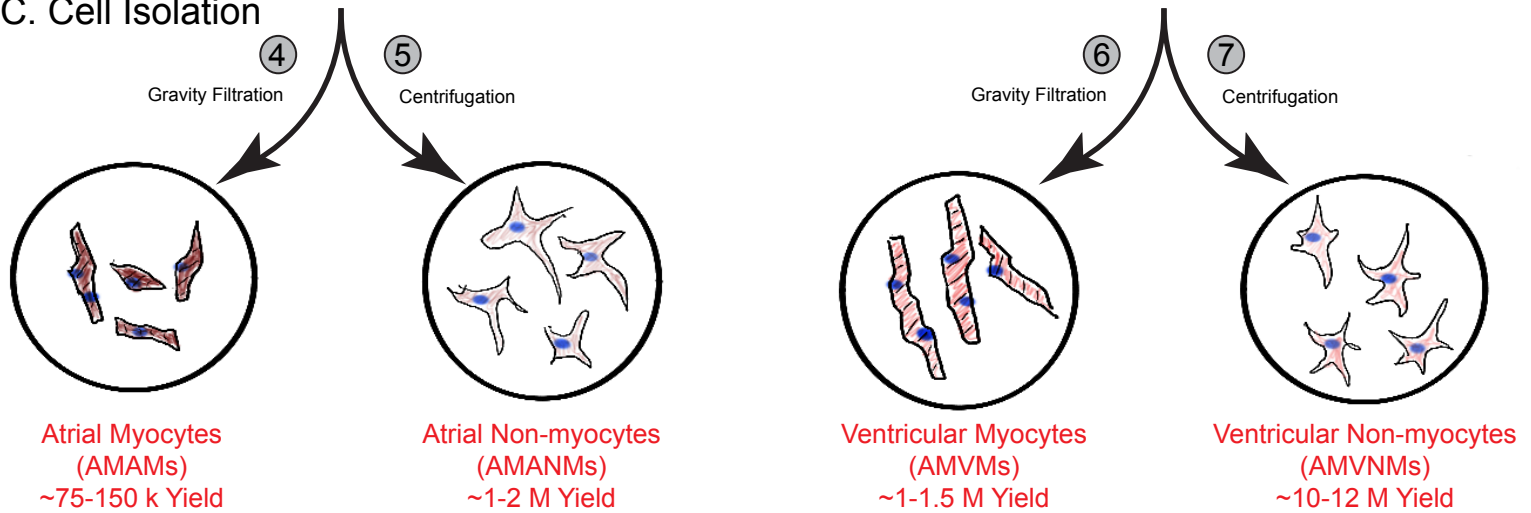 C. Cell Isolation
4
5
Gravity Filtration
Centrifugation
6
7
Gravity Filtration
Centrifugation
Atrial Myocytes
(AMAMs)
~75-150 k Yield
Atrial Non-myocytes
(AMANMs)
~1-2 M Yield
Ventricular Myocytes
(AMVMs)
~1-1.5 M Yield
Ventricular Non-myocytes
(AMVNMs)
~10-12 M Yield